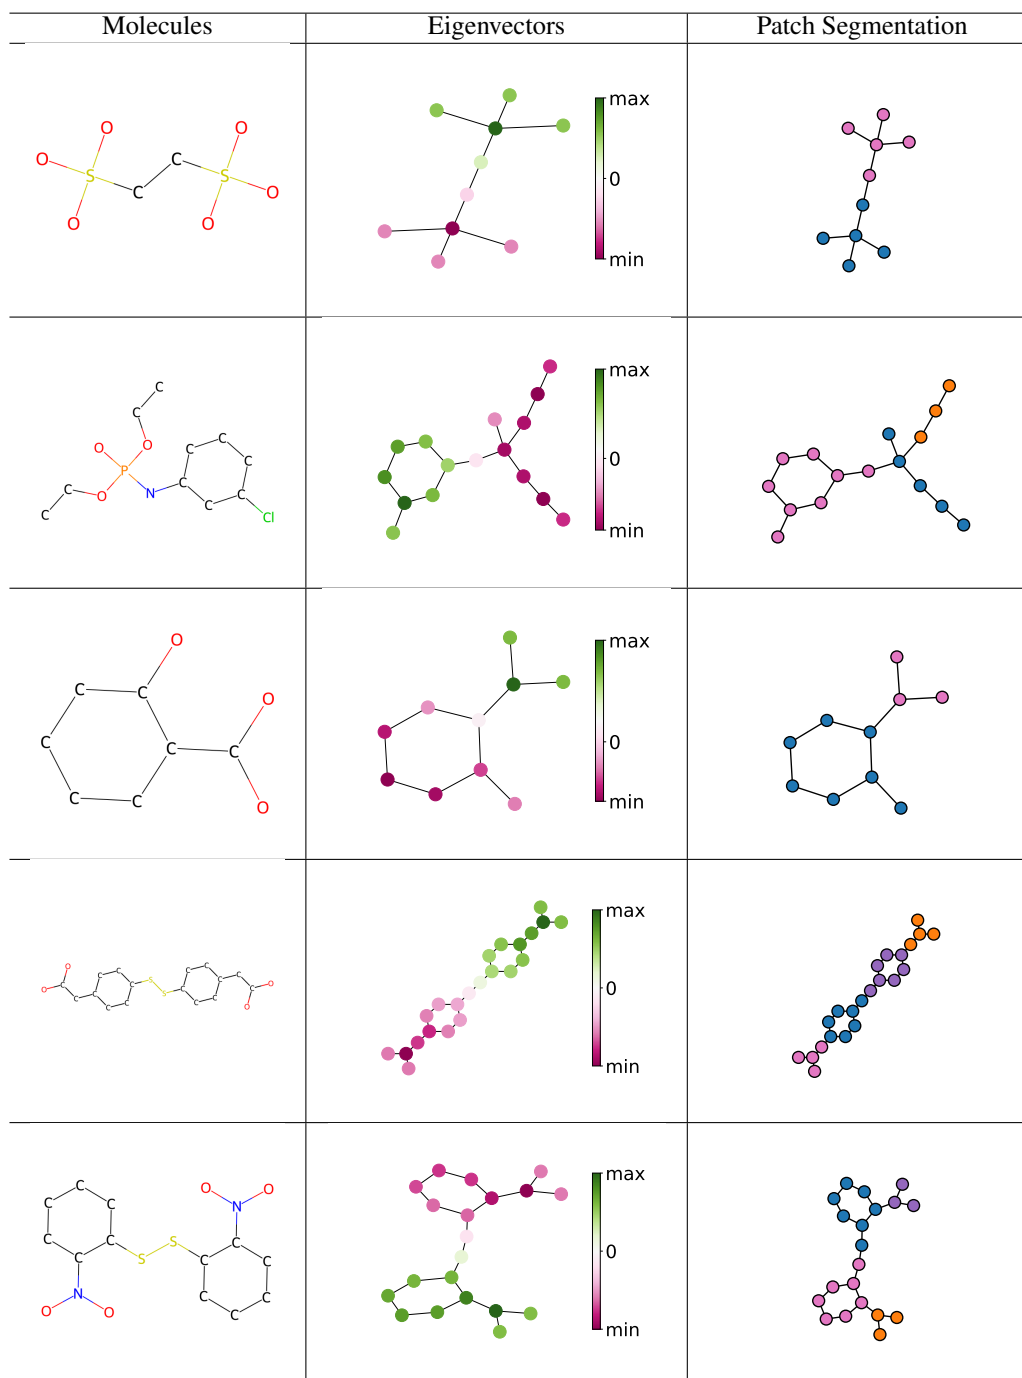 Molecules Eigenvectors Patch Segmentation
O O
O O
S C S
C
O O
max
0
min
C
C
O O
P
C O N
C
C C
C C
C C
Cl
max
0
min
O
C C O
C C C
C C O
max
0
min
O C C C C C C O
O C C C S S C C C O
C C C C C C O
max
0
min
C O O
C C N
C C S S C C C
C C C
N C
O O
max
0
min